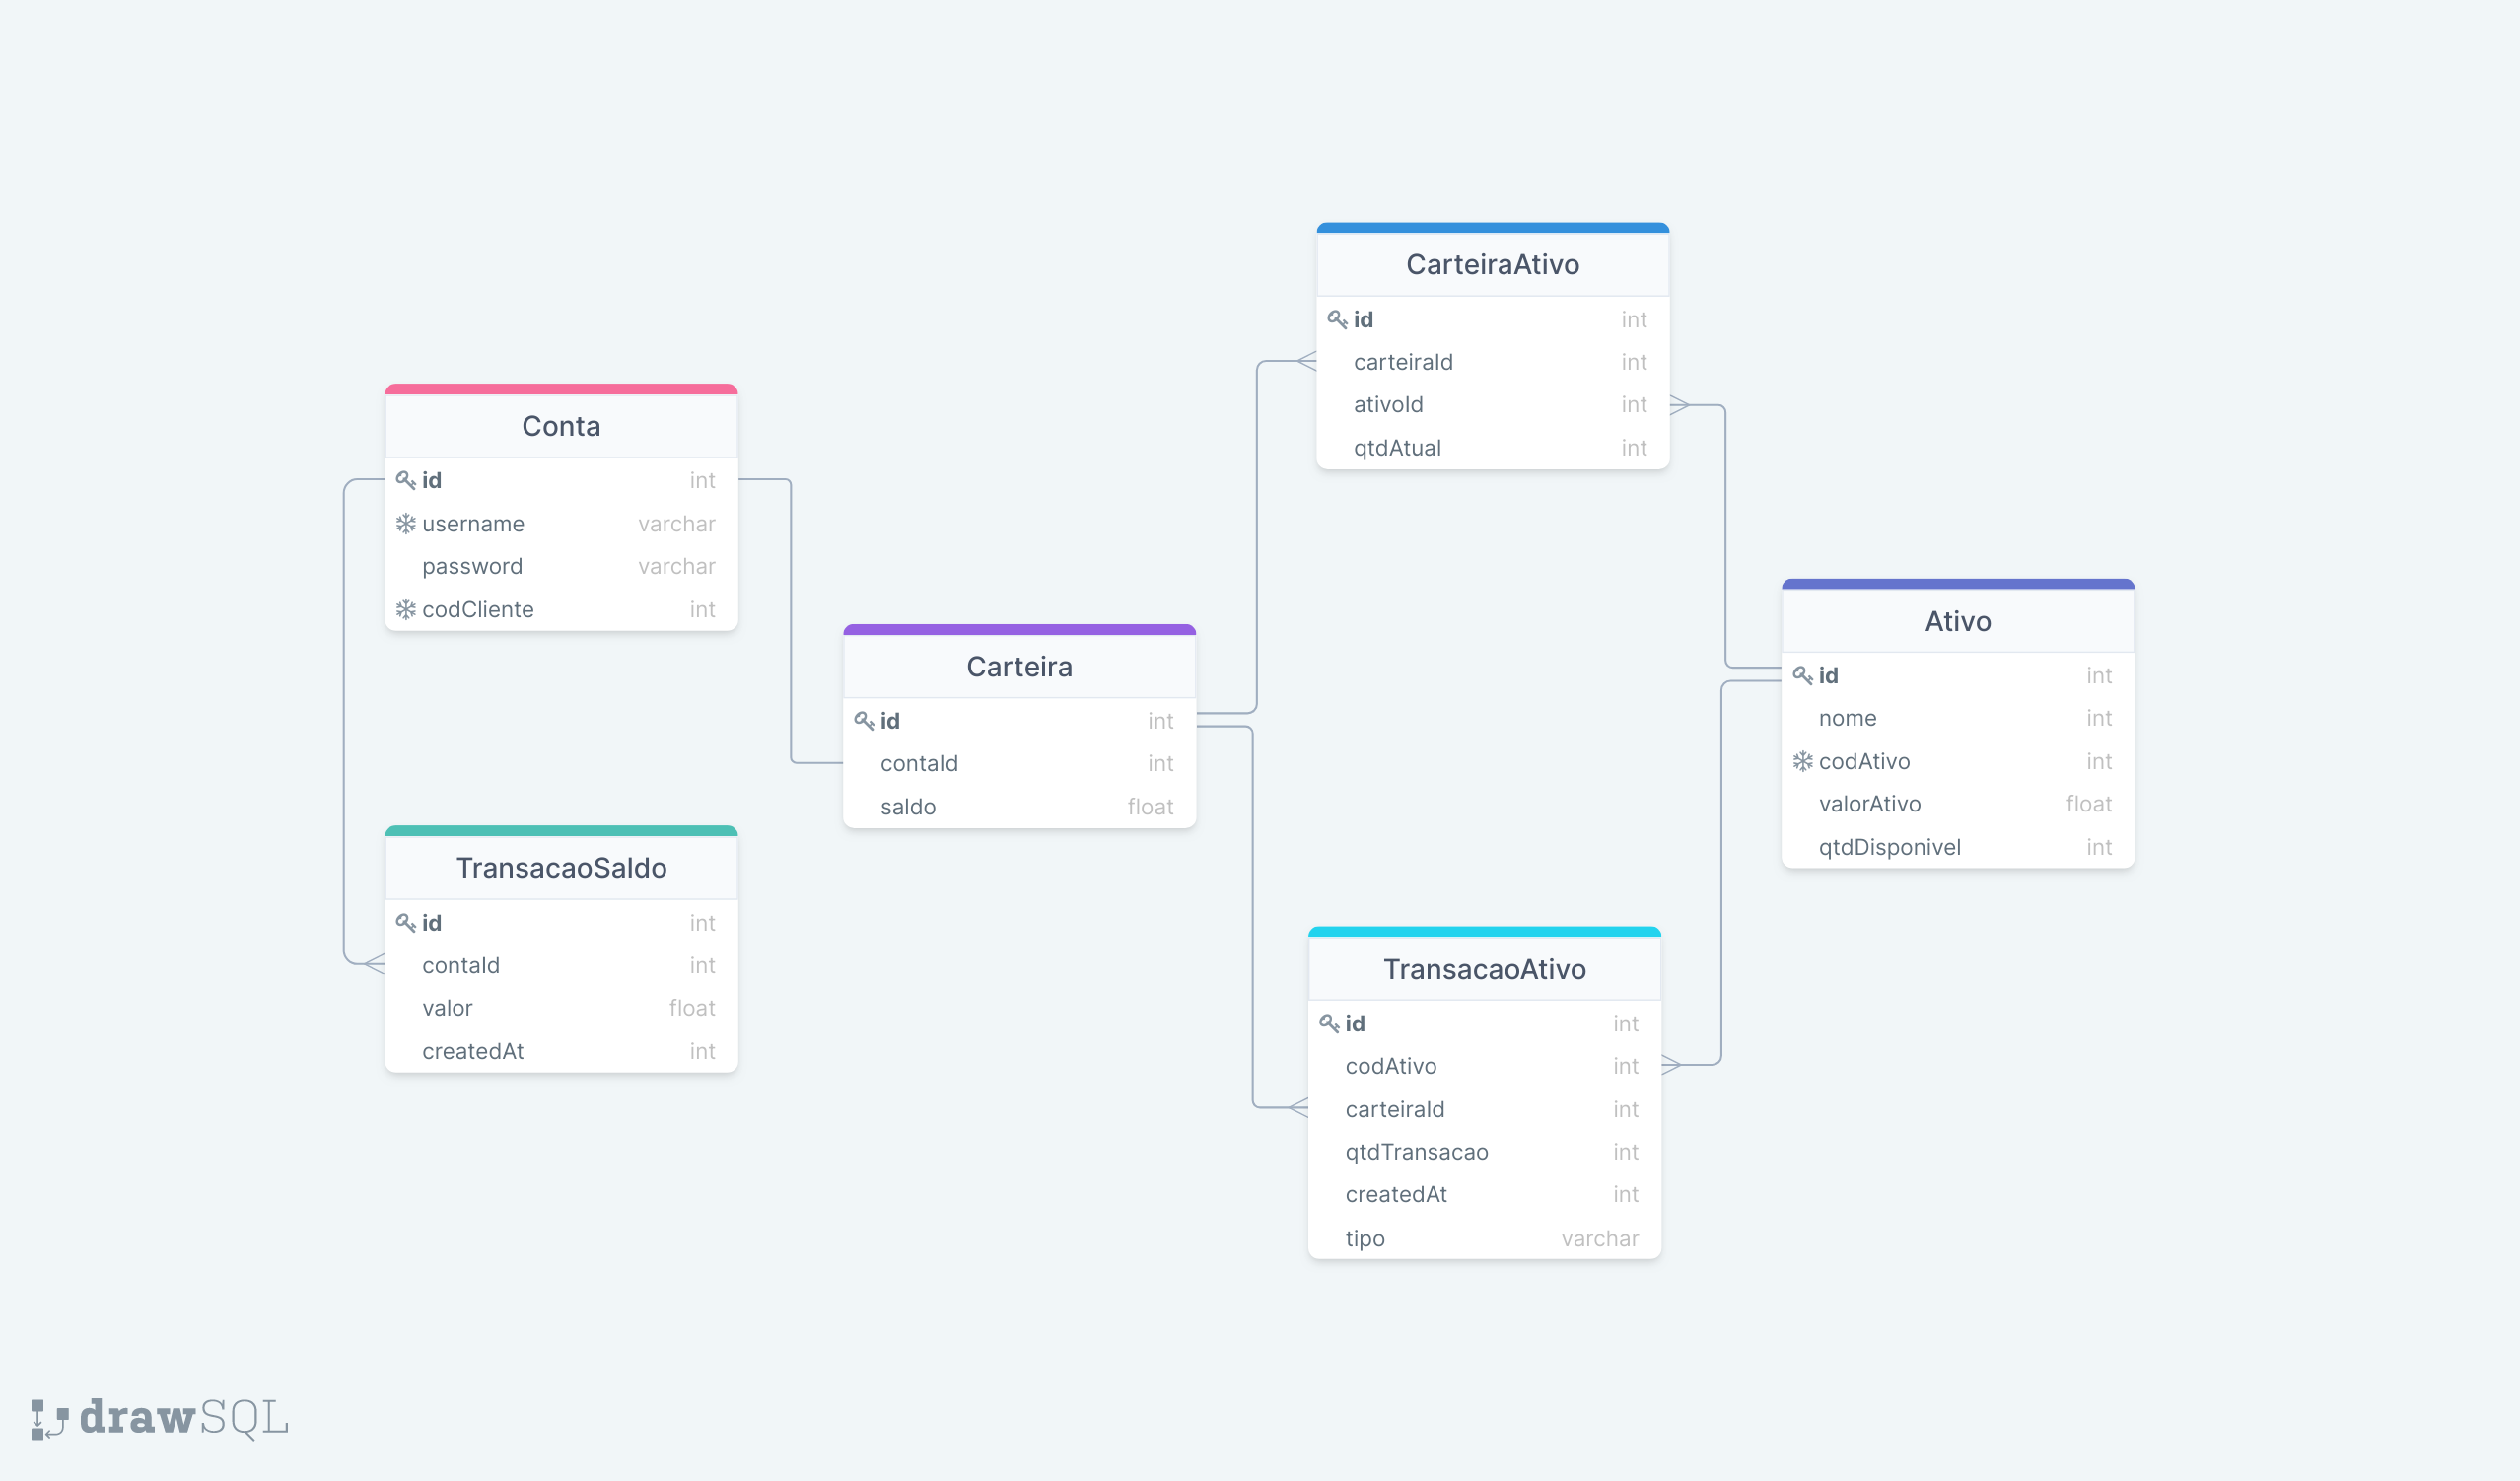 Conta
id int
username varchar
password varchar
codCliente int
TransacaoSaldo
id int
contaId int
valor float
createdAt int
Carteira
id int
contaId int
saldo float
CarteiraAtivo
id int
carteiraId int
ativoId int
qtdAtual int
TransacaoAtivo
id int
codAtivo int
carteiraId int
qtdTransacao int
createdAt int
tipo varchar
Ativo
id int
nome int
codAtivo int
valorAtivo float
qtdDisponivel int
drawSQL